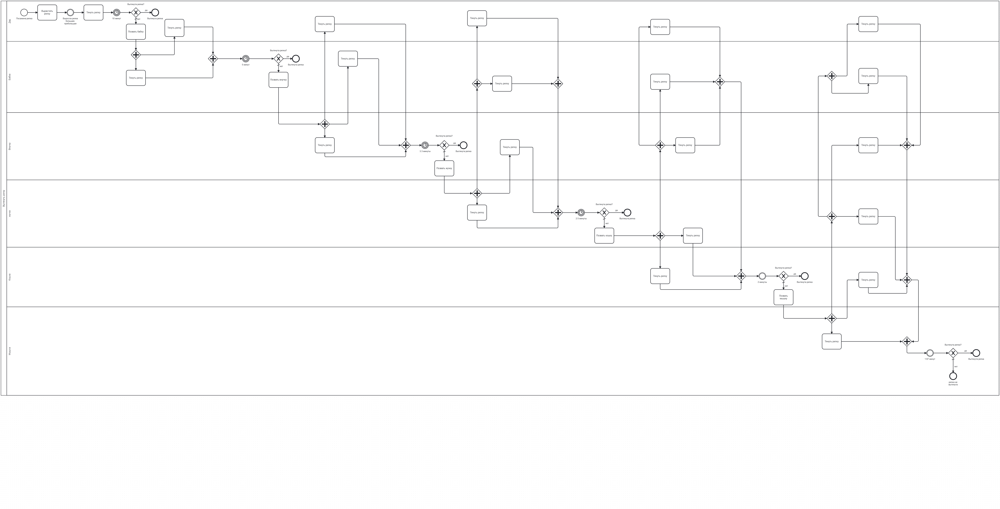 Вытянуть репку
Дед
Посажена репка
Вырастить
репку
Выросла репка
большая-
пребольшая
Тянуть репку
10 минут
Вытянута репка?
да
Вытянута репка
нет
Позвать бабку
Тянуть репку
Тянуть репку
Тянуть репку
Тянуть репку
Тянуть репку
Бабка
Тянуть репку
5 минут
Вытянута репка?
да
Вытянута репка
нет
Позвать внучку
Тянуть репку
Тянуть репку
Тянуть репку
Тянуть репку
Внучку
Тянуть репку
3.3 минуты
Вытянута репка?
да
Вытянута репка
нет
Позвать жучку
Тянуть репку
Тянуть репку
Тянуть репку
жучка
Тянуть репку
2.5 минуты
Вытянута репка?
да
Вытянута репка
нет
Позвать кошку
Тянуть репку
Тянуть репку
Кошка
Тянуть репку
2 минуты
Вытянута репка?
да
Вытянута репка
нет
Позвать
мышку
Тянуть репку
Мышка
Тянуть репку
1.67 минут
Вытянута репка?
да
Вытянута репка
нет
репка не
вытянута